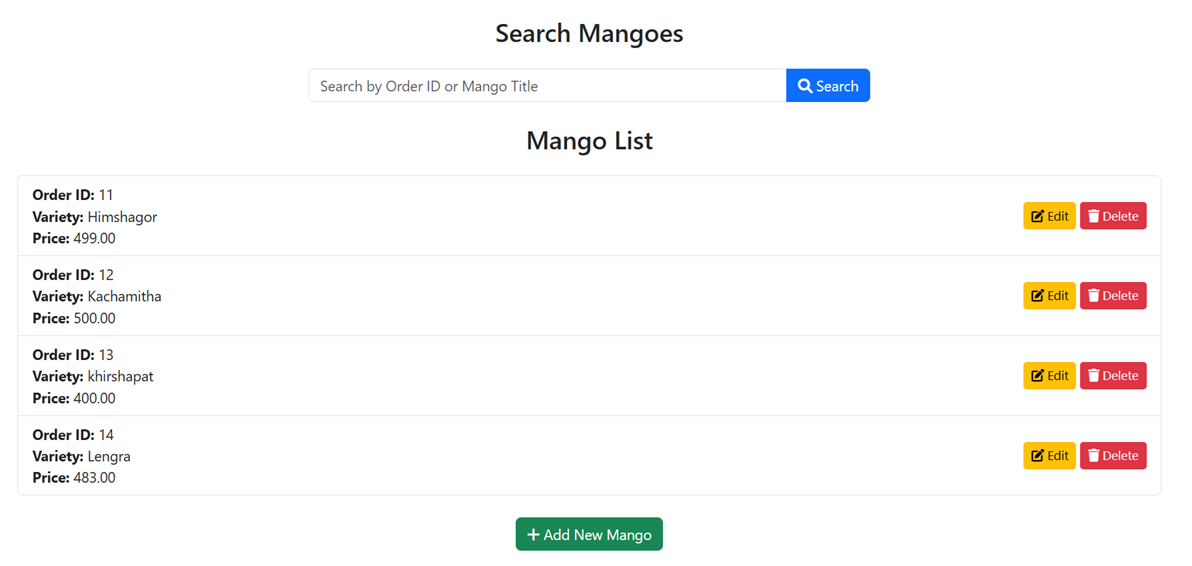 Search Mangoes
Search by Order ID or Mango Title
Search
Mango List
Order ID: 11
Variety: Himshagor
Price: 499.00
Edit
Delete
Order ID: 12
Variety: Kachamitha
Price: 500.00
Edit
Delete
Order ID: 13
Variety: khirshapat
Price: 400.00
Edit
Delete
Order ID: 14
Variety: Lengra
Price: 483.00
Edit
Delete
+ Add New Mango